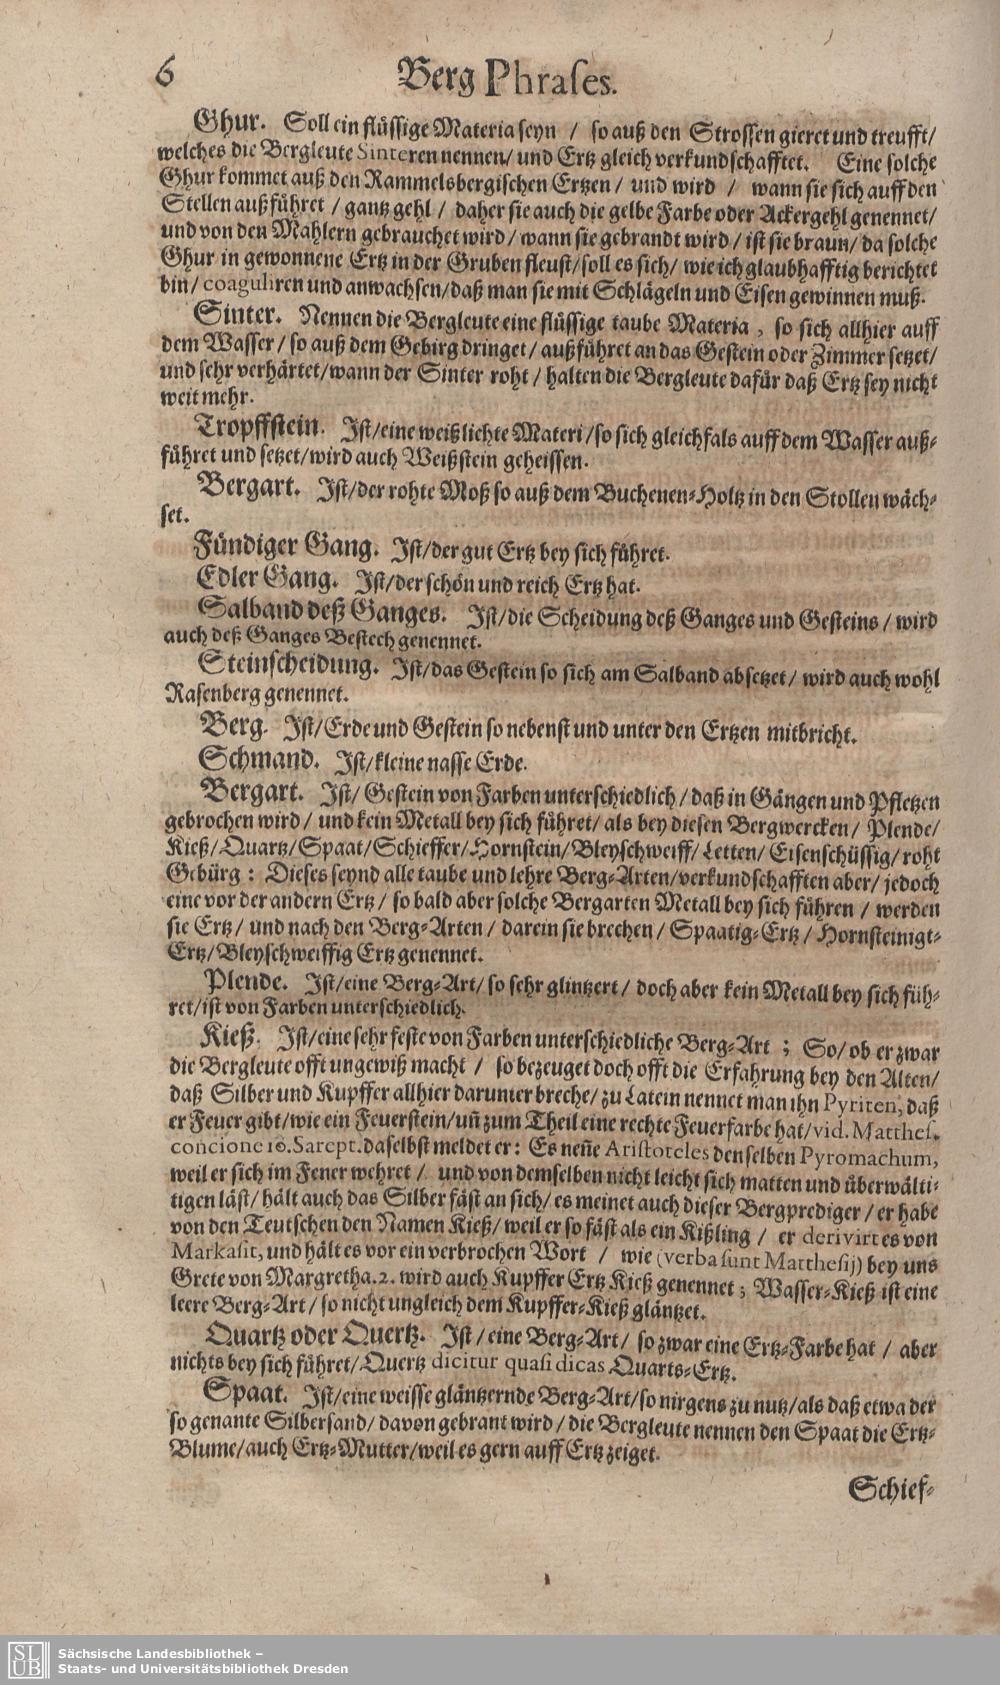 6
Berg Phrases.
Ghur. Soll ein flüssige Materia seyn / so auß den Strossen gieret und treufft/
welches die Bergleute Sinteren nennen/ und Ertz gleich verkundschafftet. Eine solche
Ghur kommet auß den Rammelsbergischen Ertzen / und wird / wann sie sich auff den
Stellen außführet / gantz gehl / daher sie auch die gelbe Farbe oder Ackergehl genennet/
und von den Mahlern gebrauchet wird/ wann sie gebrandt wird / ist sie braun/ da solche
Ghur in gewonnene Ertz in der Gruben fleust/ soll es sich/ wie ich glaubhafftig berichtet
bin/ coaguliren und anwachsen/ daß man sie mit Schlägeln und Eisen gewinnen muß.
Sinter. Nennen die Bergleute eine flüssige taube Materia, so sich allhier auff
dem Wasser/ so auß dem Gebirg dringet/ außführet an das Gestein oder Zimmer setzet/
und sehr verhärtet/wann der Sinter roht / halten die Bergleute dafür daß Ertz sey nicht
weit mehr.
Tropffstein. Ist/eine weißlichte Materi/so sich gleichfals auff dem Wasser auß-
führet und setzet/wird auch Weißstein geheissen.
Bergart. Ist/der rohte Moß so auß dem Buchenen-Holtz in den Stollen wäch-
set.
Fündiger Gang. Ist/der gut Ertz bey sich führet.
Edler Gang. Ist/der schön und reich Ertz hat.
Salband deß Ganges. Ist/die Scheidung deß Ganges und Gesteins / wird
auch deß Ganges Bestech genennet.
Steinscheidung. Ist/das Gestein so sich am Salband absetzet/ wird auch wohl
Rasenberg genennet.
Berg. Ist/Erde und Gestein so nebenst und unter den Ertzen mitbricht.
Schmand. Ist/kleine nasse Erde.
Bergart. Ist/ Gestein von Farben unterschiedlich / daß in Gängen und Pfletzen
gebrochen wird/ und kein Metall bey sich führet/ als bey diesen Bergwercken/ Plende/
Kieß/Quartz/Spaat/Schieffer/Hornstein/Bleyschweiff/Letten/ Eisenschüssig/ roht
Gebürg: Dieses seynd alle taube und lehre Berg-Arten/verkundschafften aber/ jedoch
eine vor der andern Ertz / so bald aber solche Bergarten Metall bey sich führen / werden
sie Ertz/ und nach den Berg-Arten / darein sie brechen/ Spaatig-Ertz/ Hornsteinigt-
Ertz/Bleyschweiffig Ertz genennet.
Plende. Ist/eine Berg-Art/ so sehr glintzert / doch aber kein Metall bey sich füh-
ret/ist von Farben unterschiedlich.
Kieß. Ist/eine sehr feste von Farben unterschiedliche Berg-Art ; So/ ob er zwar
die Bergleute offt ungewiß macht / so bezeuget doch offt die Erfahrung bey den Alten/
daß Silber und Kupffer allhier darunter breche/ zu Latein nennet man ihn Pyriten, daß
er Feuer gibt/wie ein Feuerstein/uñ zum Theil eine rechte Feuerfarbe hat/vid. Matthes.
concione 16. Sarept. daselbst meldet er: Es neñe Aristoteles denselben Pyromachum,
weil er sich im Fener wehret / und von demselben nicht leicht sich matten und überwälti-
tigen läst/ hält auch das Silber fäst an sich/ es meinet auch dieser Bergprediger / er habe
von den Teutschen den Namen Kieß/ weil er so fäst als ein Kißling / er derivirt es von
Markasit, und hält es vor ein verbrochen Wort / wie (verba sunt Matthesij) bey uns
Grete von Margretha. 2. wird auch Kupffer Ertz Kieß genennet ; Wasser-Kieß ist eine
leere Berg-Art/ so nicht ungleich dem Kupffer-Kieß gläntzet.
Quartz oder Quertz. Ist/ eine Berg-Art/ so zwar eine Ertz-Farbe hat / aber
nichts bey sich führet/Quertz dicitur quasi dicas Quarts-Ertz.
Spaat. Ist/eine weisse gläntzernde Berg-Art/so nirgens zu nutz/als daß etwa der
so genante Silbersand/davon gebrant wird/ die Bergleute nennen den Spaat die Ertz-
Blume/auch Ertz-Mutter/weil es gern auff Ertz zeiget.
Schief-
SLUB
Sächsische Landesbibliothek –
Staats- und Universitätsbibliothek Dresden